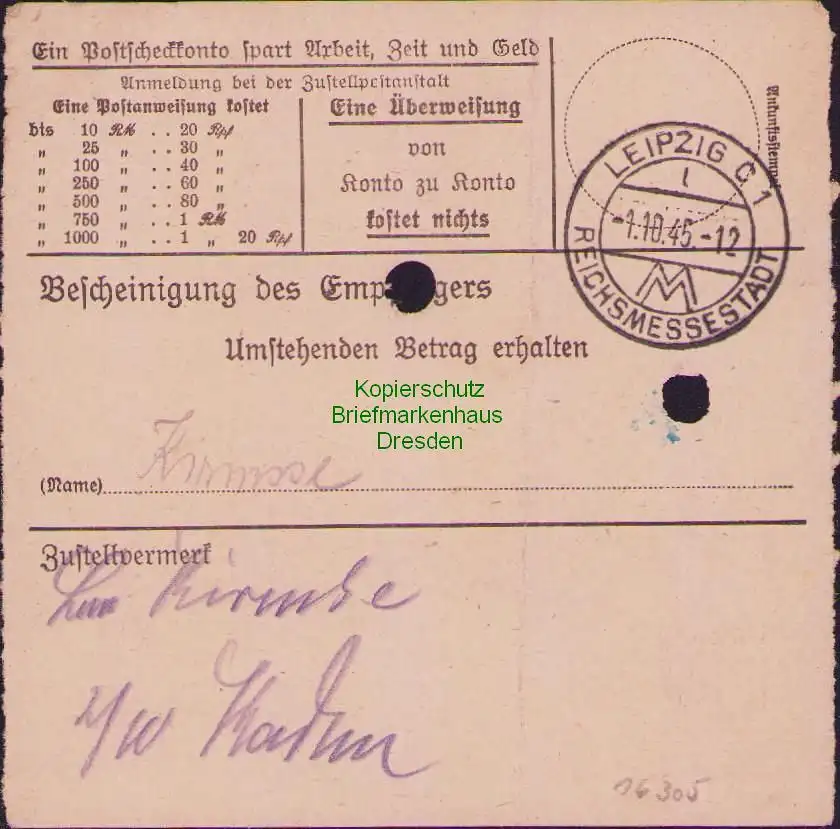 Ein Postscheckkonto spart Arbeit, Zeit und Geld
Anmeldung bei der Zustellpostanstalt
Eine Postanweisung kostet
bis 10 RM . . 20 Rpf
„ 25 „ . . 30 „
„ 100 „ . . 40 „
„ 250 „ . . 60 „
„ 500 „ . . 80 „
„ 750 „ . . 1 RM
„ 1000 „ . . 1 „ 20 Rpf
Eine Überweisung
von
Konto zu Konto
kostet nichts
Ankunftsstempel
LEIPZIG C 1
-1.10.45.-12
REICHSMESSESTADT
Bescheinigung des Empfängers
Umstehenden Betrag erhalten
Kopierschutz
Briefmarkenhaus
Dresden
(Name)
Zustellvermerk
2/10
16305